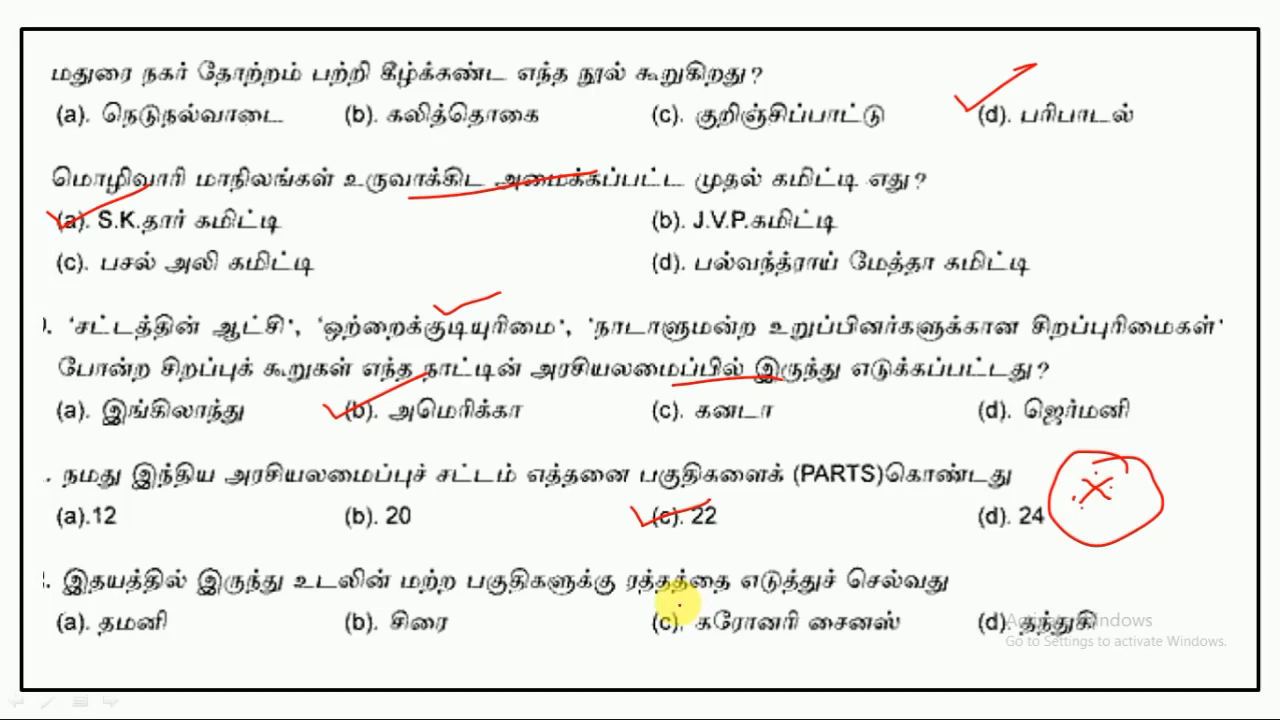 மதுரை நகர் தோற்றம் பற்றி கீழ்க்கண்ட எந்த நூல் கூறுகிறது?
(a). நெடுநல்வாடை (b). கலித்தொகை (c). குறிஞ்சிப்பாட்டு (d). பரிபாடல்
மொழிவாரி மாநிலங்கள் உருவாக்கிட அமைக்கப்பட்ட முதல் கமிட்டி எது?
(a). S.K.தார் கமிட்டி (b). J.V.P.கமிட்டி
(c). பசல் அலி கமிட்டி (d). பல்வந்த்ராய் மேத்தா கமிட்டி
'சட்டத்தின் ஆட்சி', 'ஒற்றைக்குடியுரிமை', 'நாடாளுமன்ற உறுப்பினர்களுக்கான சிறப்புரிமைகள்'
போன்ற சிறப்புக் கூறுகள் எந்த நாட்டின் அரசியலமைப்பில் இருந்து எடுக்கப்பட்டது?
(a). இங்கிலாந்து (b). அமெரிக்கா (c). கனடா (d). ஜெர்மனி
. நமது இந்திய அரசியலமைப்புச் சட்டம் எத்தனை பகுதிகளைக் (PARTS)கொண்டது
(a).12 (b). 20 (c). 22 (d). 24
. இதயத்தில் இருந்து உடலின் மற்ற பகுதிகளுக்கு ரத்தத்தை எடுத்துச் செல்வது
(a). தமனி (b). சிரை (c). கரோனரி சைனஸ் (d). தந்துகி
Activate Windows
Go to Settings to activate Windows.